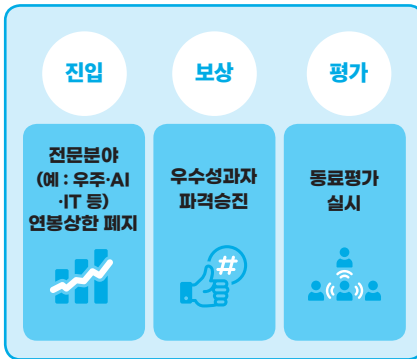 진입
보상
평가
전문분야
(예 : 우주·AI
·IT 등)
연봉상한 폐지
우수성과자
파격승진
#
동료평가
실시